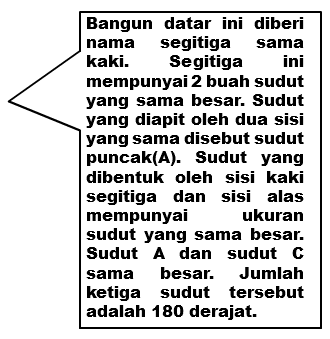 Bangun datar ini diberi
nama segitiga sama
kaki. Segitiga ini
mempunyai 2 buah sudut
yang sama besar. Sudut
yang diapit oleh dua sisi
yang sama disebut sudut
puncak(A). Sudut yang
dibentuk oleh sisi kaki
segitiga dan sisi alas
mempunyai ukuran
sudut yang sama besar.
Sudut A dan sudut C
sama besar. Jumlah
ketiga sudut tersebut
adalah 180 derajat.